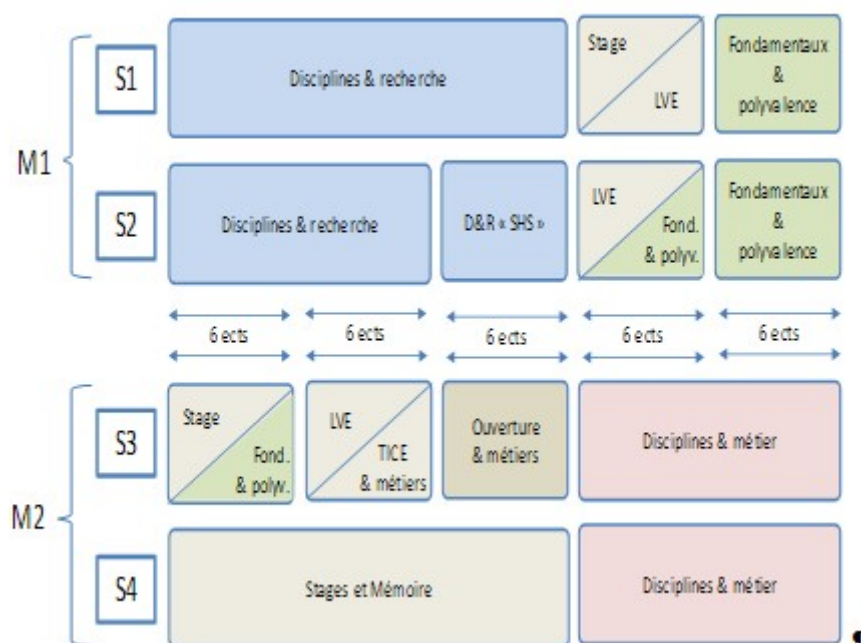 M1
S1
Disciplines & recherche
Stage
LVE
Fondamentaux
&
polyvalence
S2
Disciplines & recherche
D&R « SHS »
LVE
Fond.
& polyv.
Fondamentaux
&
polyvalence
6 ects
6 ects
6 ects
6 ects
6 ects
M2
S3
Stage
Fond.
& polyv.
LVE
TICE
& métiers
Ouverture
& métiers
Disciplines & métier
S4
Stages et Mémoire
Disciplines & métier